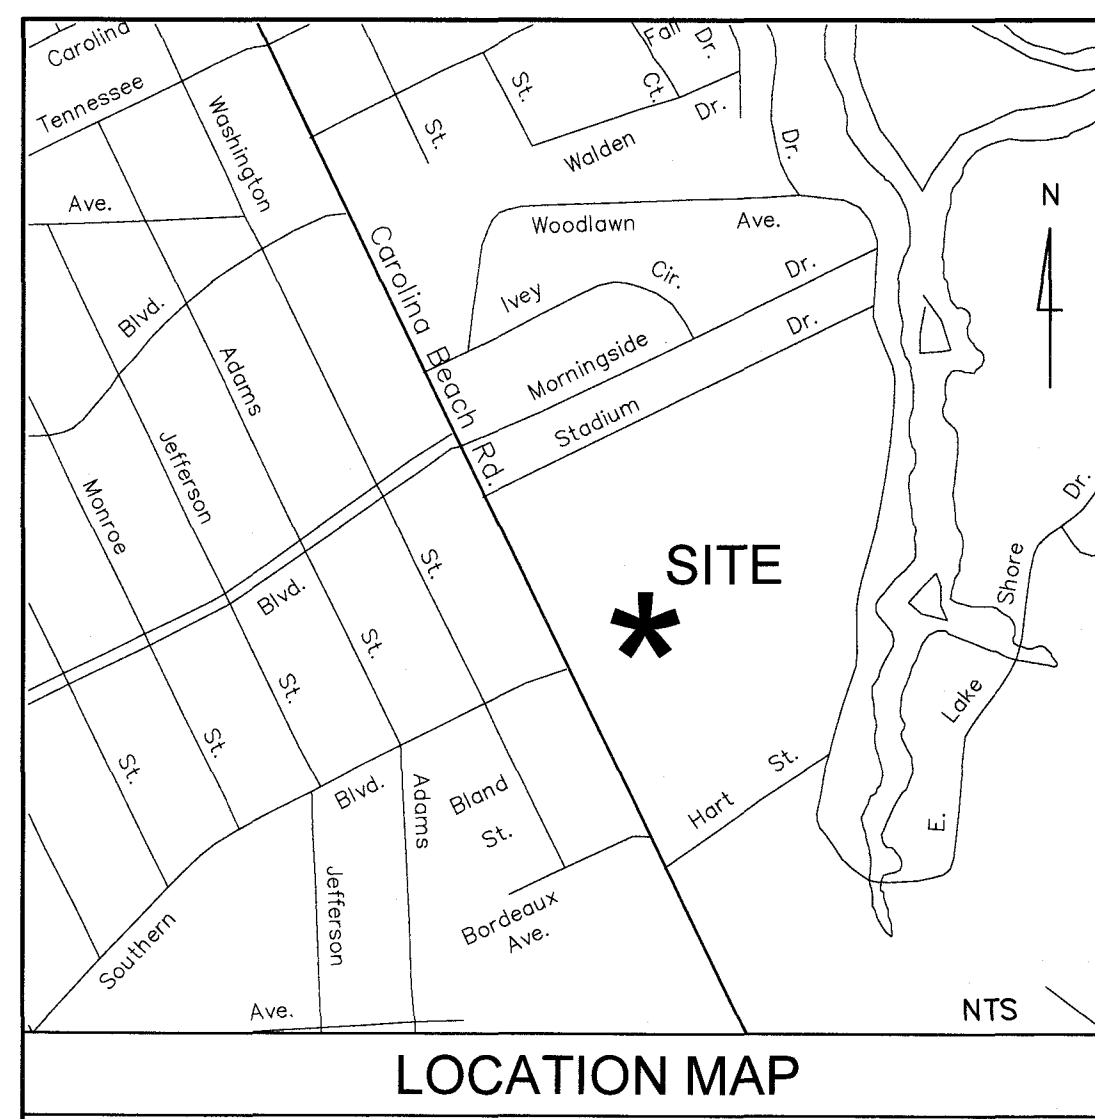 Carolina
Tennessee
Washington
St.
St.
Fall
Dr.
Ct.
Dr.
Walden
Dr.
Ave.
Woodlawn
Ave.
N
Carolina Beach Rd.
Ivey
Cir.
Dr.
Blvd.
Morningside
Dr.
Stadium
Adams
Jefferson
Monroe
Dr.
SITE
*
Shore
St.
Blvd.
St.
St.
Lake
St.
St.
St.
Blvd.
Adams
Bland
St.
Hart
E.
Jefferson
Bordeaux
Ave.
Southern
Ave.
NTS
LOCATION MAP